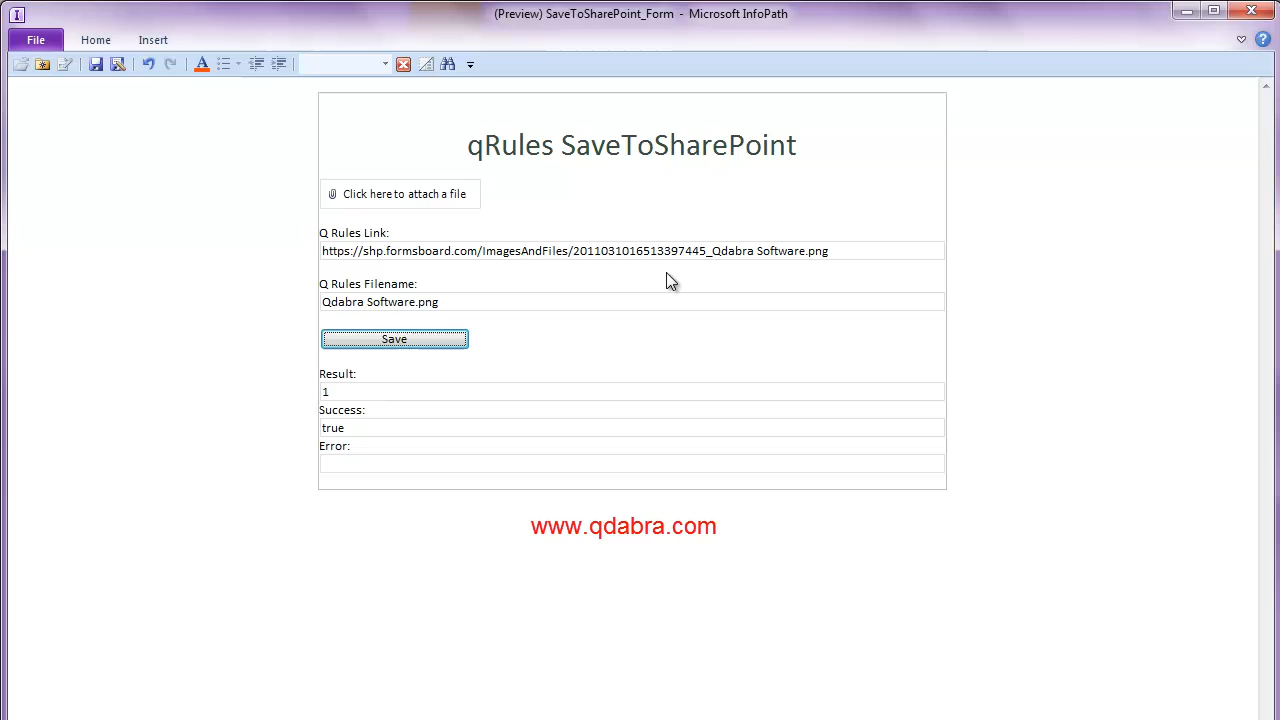 (Preview) SaveToSharePoint_Form - Microsoft InfoPath
File Home Insert
qRules SaveToSharePoint
Click here to attach a file
Q Rules Link:
https://shp.formsboard.com/ImagesAndFiles/2011031016513397445_Qdabra Software.png
Q Rules Filename:
Qdabra Software.png
Save
Result:
1
Success:
true
Error:
www.qdabra.com